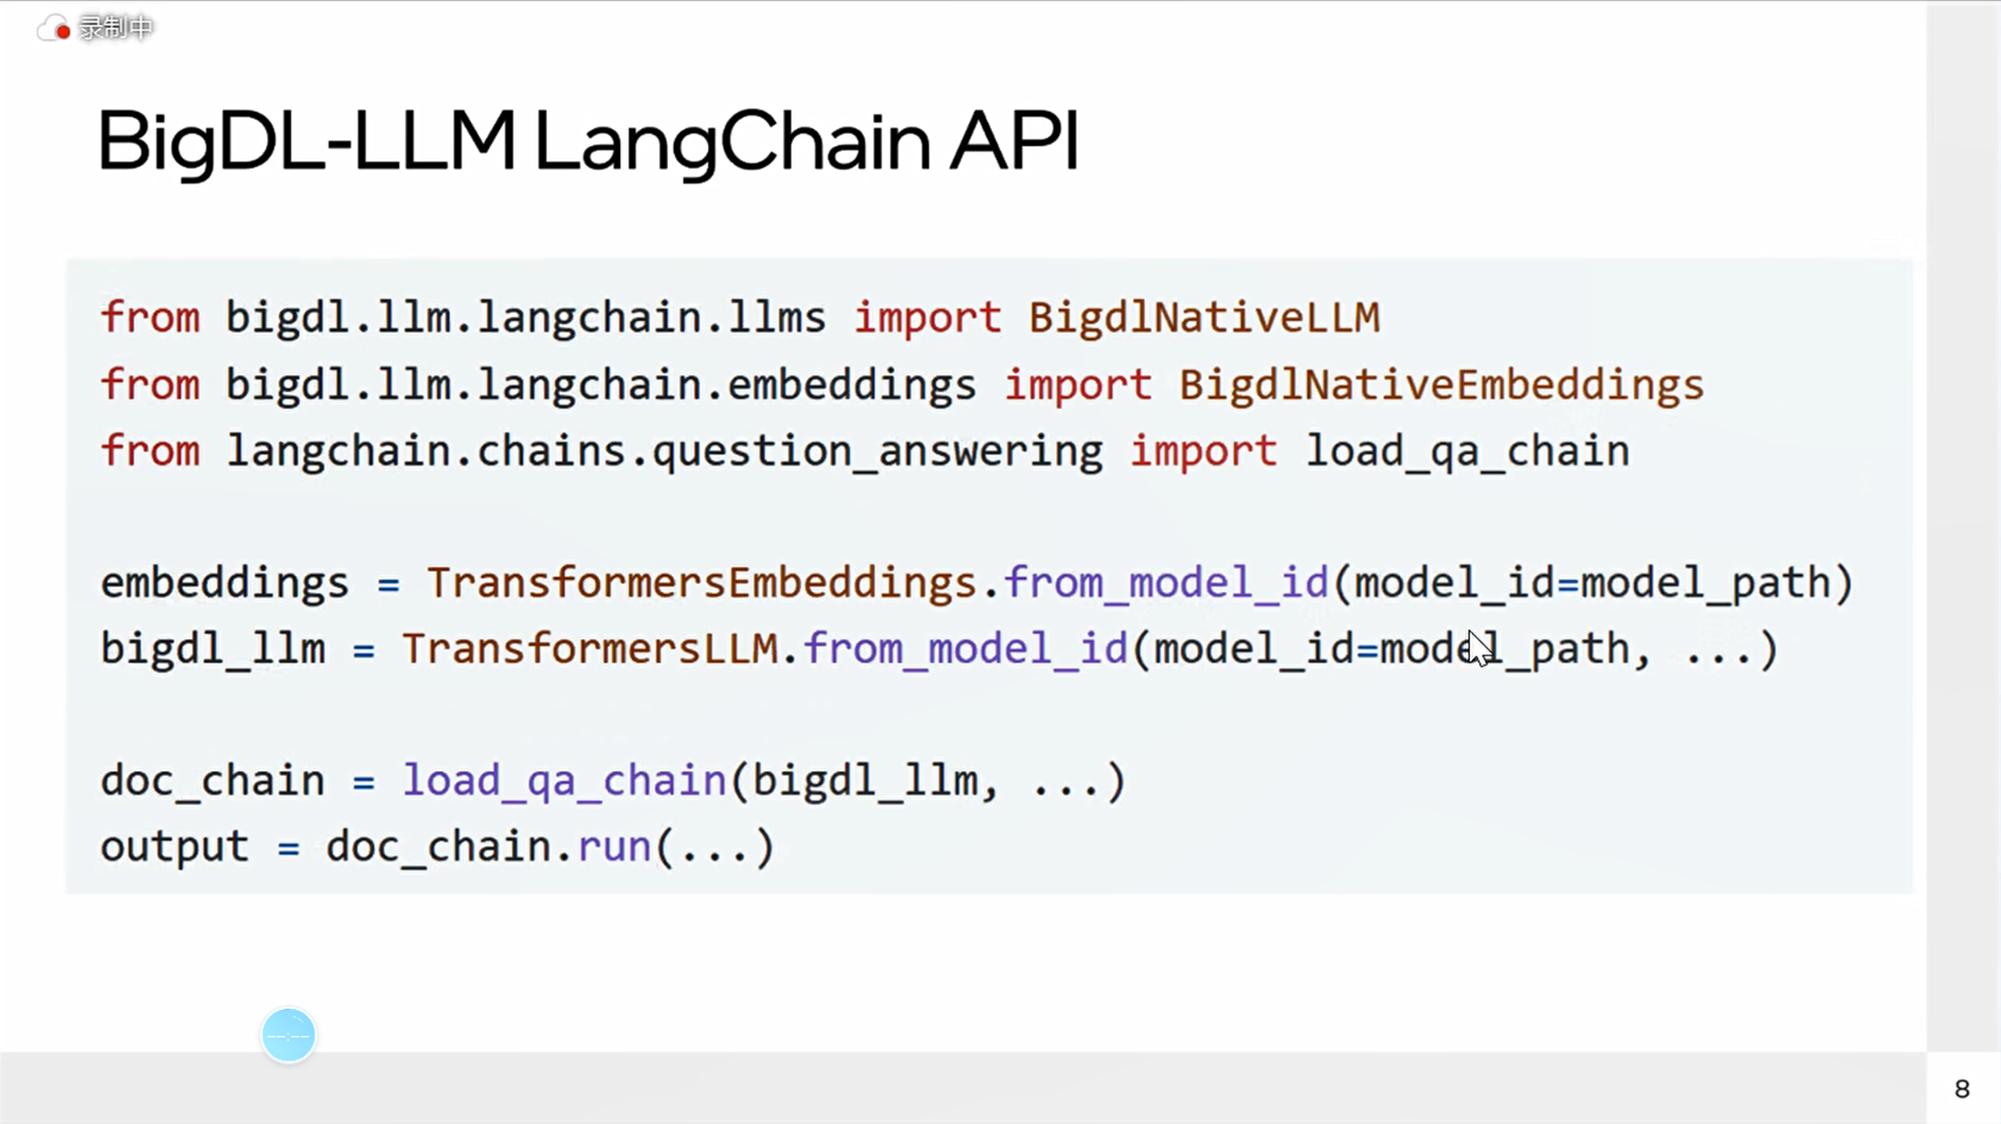 录制中
BigDL-LLM LangChain API
from bigdl.llm.langchain.llms import BigdlNativeLLM
from bigdl.llm.langchain.embeddings import BigdlNativeEmbeddings
from langchain.chains.question_answering import load_qa_chain
embeddings = TransformersEmbeddings.from_model_id(model_id=model_path)
bigdl_llm = TransformersLLM.from_model_id(model_id=model_path, ...)
doc_chain = load_qa_chain(bigdl_llm, ...)
output = doc_chain.run(...)
--:--
8